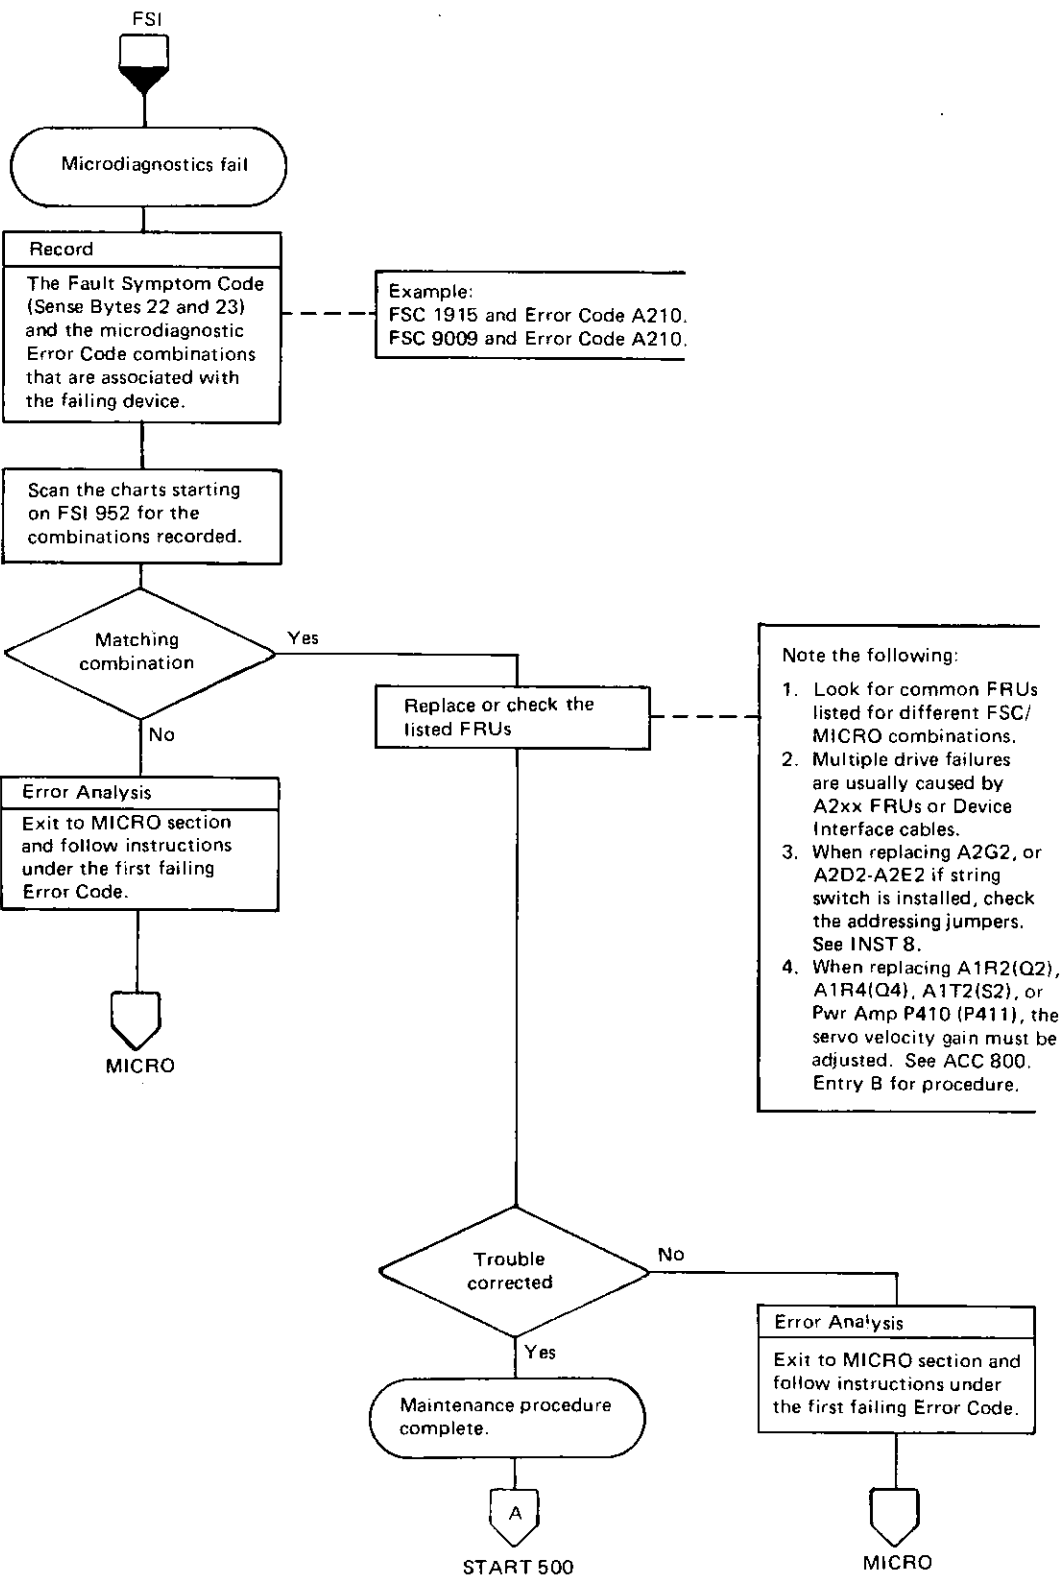 FSI
Microdiagnostics fail
Record
The Fault Symptom Code
(Sense Bytes 22 and 23)
and the microdiagnostic
Error Code combinations
that are associated with
the failing device.
Example:
FSC 1915 and Error Code A210.
FSC 9009 and Error Code A210.
Scan the charts starting
on FSI 952 for the
combinations recorded.
Matching
combination
Yes
No
Replace or check the
listed FRUs
Note the following:
1. Look for common FRUs
listed for different FSC/
MICRO combinations.
2. Multiple drive failures
are usually caused by
A2xx FRUs or Device
Interface cables.
3. When replacing A2G2, or
A2D2-A2E2 if string
switch is installed, check
the addressing jumpers.
See INST 8.
4. When replacing A1R2(Q2),
A1R4(Q4), A1T2(S2), or
Pwr Amp P410 (P411), the
servo velocity gain must be
adjusted. See ACC 800.
Entry B for procedure.
Error Analysis
Exit to MICRO section
and follow instructions
under the first failing
Error Code.
MICRO
Trouble
corrected
No
Yes
Error Analysis
Exit to MICRO section and
follow instructions under
the first failing Error Code.
Maintenance procedure
complete.
A
START 500
MICRO